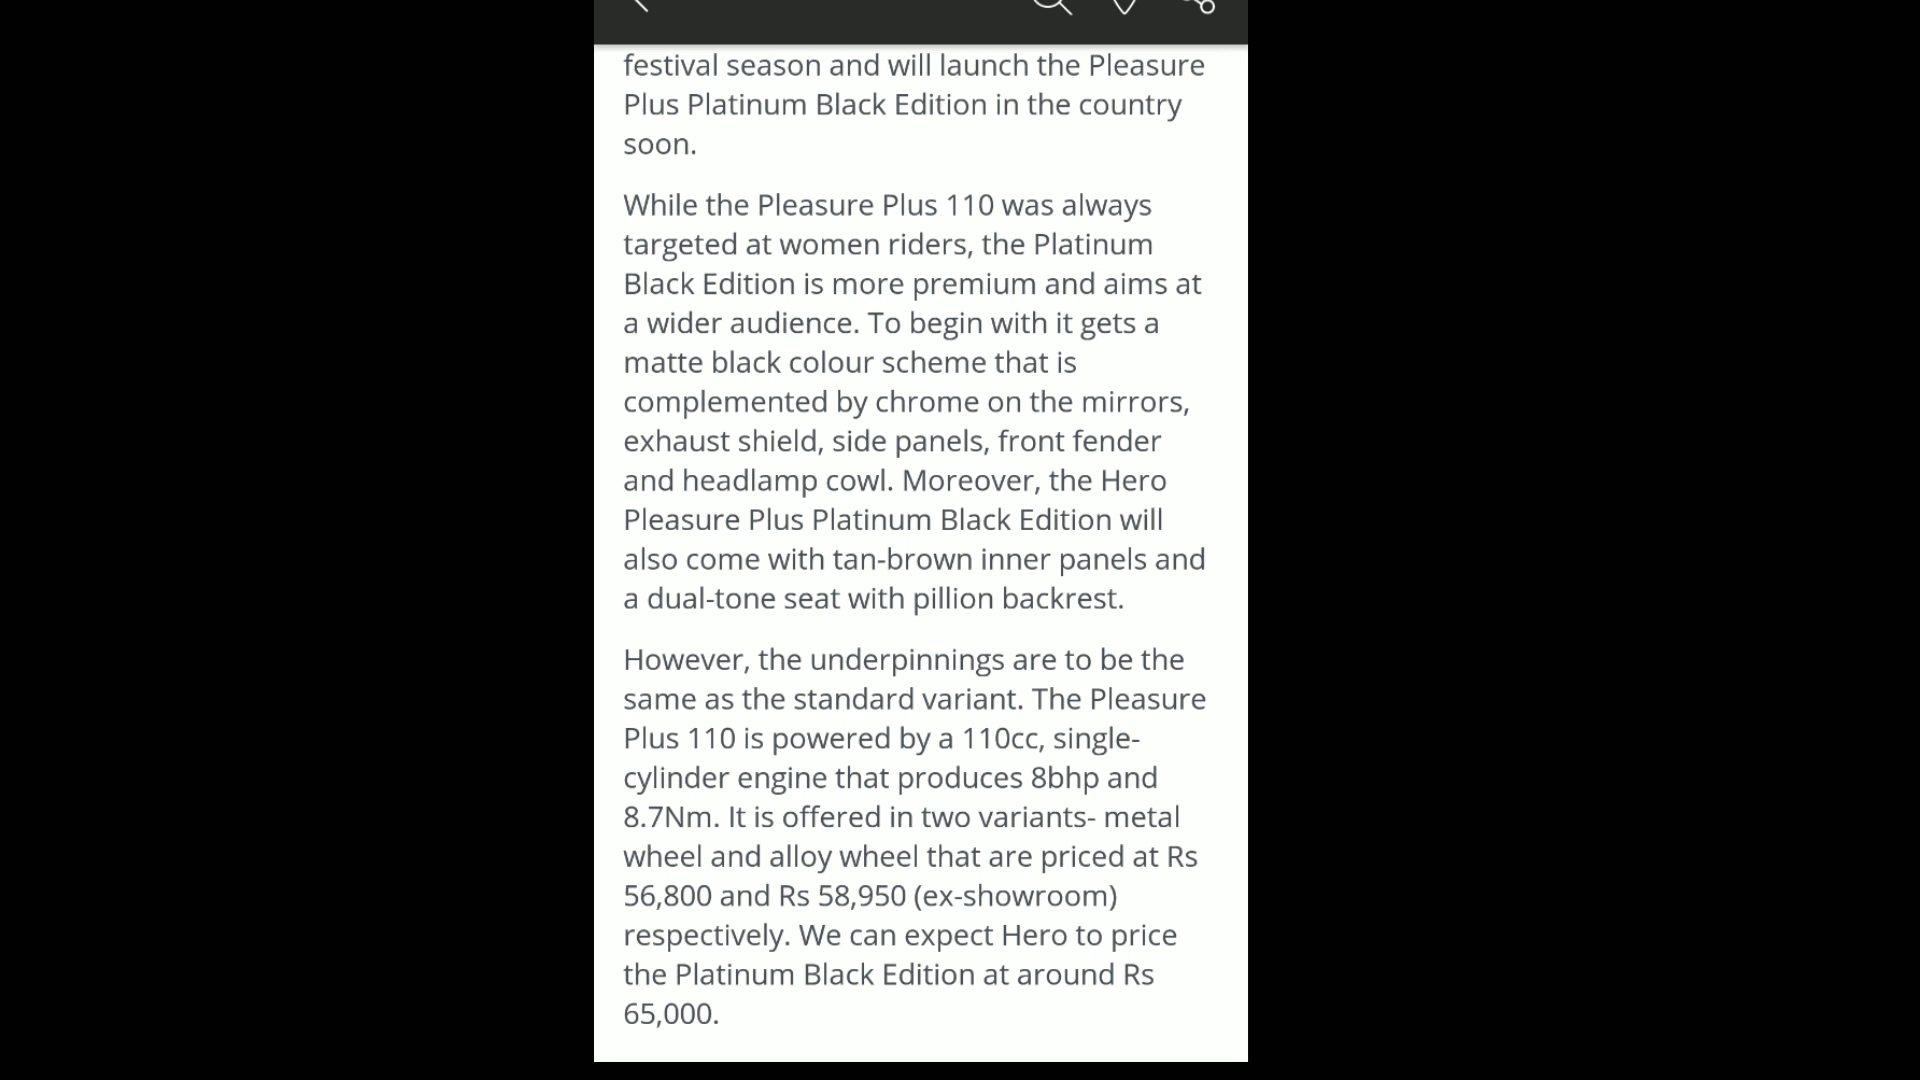 festival season and will launch the Pleasure
Plus Platinum Black Edition in the country
soon.
While the Pleasure Plus 110 was always
targeted at women riders, the Platinum
Black Edition is more premium and aims at
a wider audience. To begin with it gets a
matte black colour scheme that is
complemented by chrome on the mirrors,
exhaust shield, side panels, front fender
and headlamp cowl. Moreover, the Hero
Pleasure Plus Platinum Black Edition will
also come with tan-brown inner panels and
a dual-tone seat with pillion backrest.
However, the underpinnings are to be the
same as the standard variant. The Pleasure
Plus 110 is powered by a 110cc, single-
cylinder engine that produces 8bhp and
8.7Nm. It is offered in two variants- metal
wheel and alloy wheel that are priced at Rs
56,800 and Rs 58,950 (ex-showroom)
respectively. We can expect Hero to price
the Platinum Black Edition at around Rs
65,000.